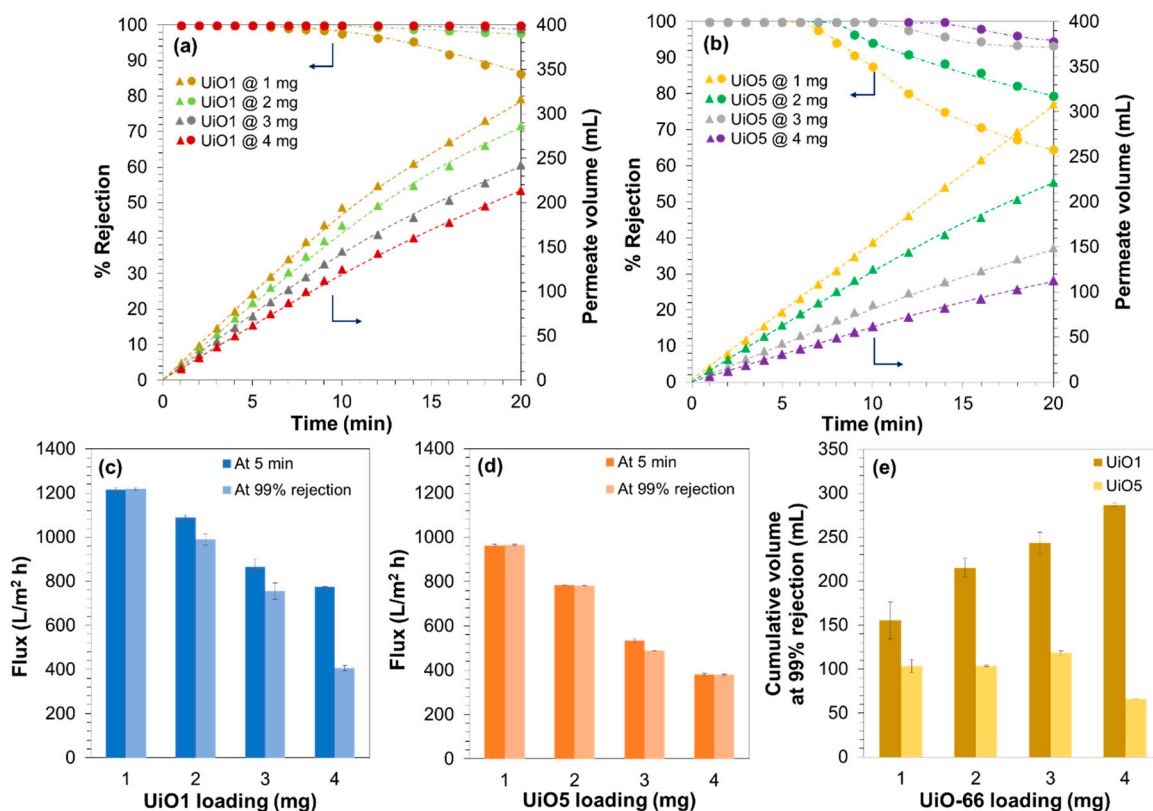 (a)
UiO1 @ 1 mg
UiO1 @ 2 mg
UiO1 @ 3 mg
UiO1 @ 4 mg
% Rejection
100
90
80
70
60
50
40
30
20
10
0
Permeate volume (mL)
400
350
300
250
200
150
100
50
0
0 5 10 15 20
Time (min)
(b)
UiO5 @ 1 mg
UiO5 @ 2 mg
UiO5 @ 3 mg
UiO5 @ 4 mg
% Rejection
100
90
80
70
60
50
40
30
20
10
0
Permeate volume (mL)
400
350
300
250
200
150
100
50
0
0 5 10 15 20
Time (min)
(c)
At 5 min
At 99% rejection
Flux (L/m² h)
1400
1200
1000
800
600
400
200
0
1 2 3 4
UiO1 loading (mg)
(d)
At 5 min
At 99% rejection
Flux (L/m² h)
1400
1200
1000
800
600
400
200
0
1 2 3 4
UiO5 loading (mg)
(e)
UiO1
UiO5
Cumulative volume
at 99% rejection (mL)
350
300
250
200
150
100
50
0
1 2 3 4
UiO-66 loading (mg)